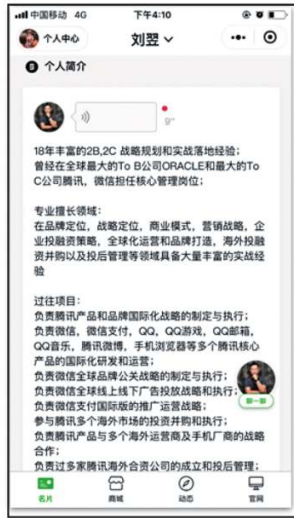 中国移动 4G
下午4:10
个人中心
刘翌
个人简介
9"
18年丰富的2B,2C 战略规划和实战落地经验；
曾经在全球最大的To B公司ORACLE和最大的To
C公司腾讯，微信担任核心管理岗位；
专业擅长领域：
在品牌定位，战略定位，商业模式，营销战略，企
业投融资策略，全球化运营和品牌打造，海外投融
资并购以及投后管理等领域具备大量丰富的实战经
验
过往项目：
负责腾讯产品和品牌国际化战略的制定与执行；
负责微信，微信支付，QQ，QQ游戏，QQ邮箱，
QQ音乐，腾讯微博，手机浏览器等多个腾讯核心
产品的国际化研发和运营；
负责微信全球品牌公关战略的制定与执行；
负责微信全球线上线下广告投放战略和执行；
负责微信支付国际版的推广运营战略；
参与腾讯多个海外市场的投资并购和执行；
负责腾讯产品与多个海外运营商及手机厂商的战略
合作；
负责过多家腾讯海外合资公司的成立和投后管理；
聊一聊
名片
商城
动态
官网